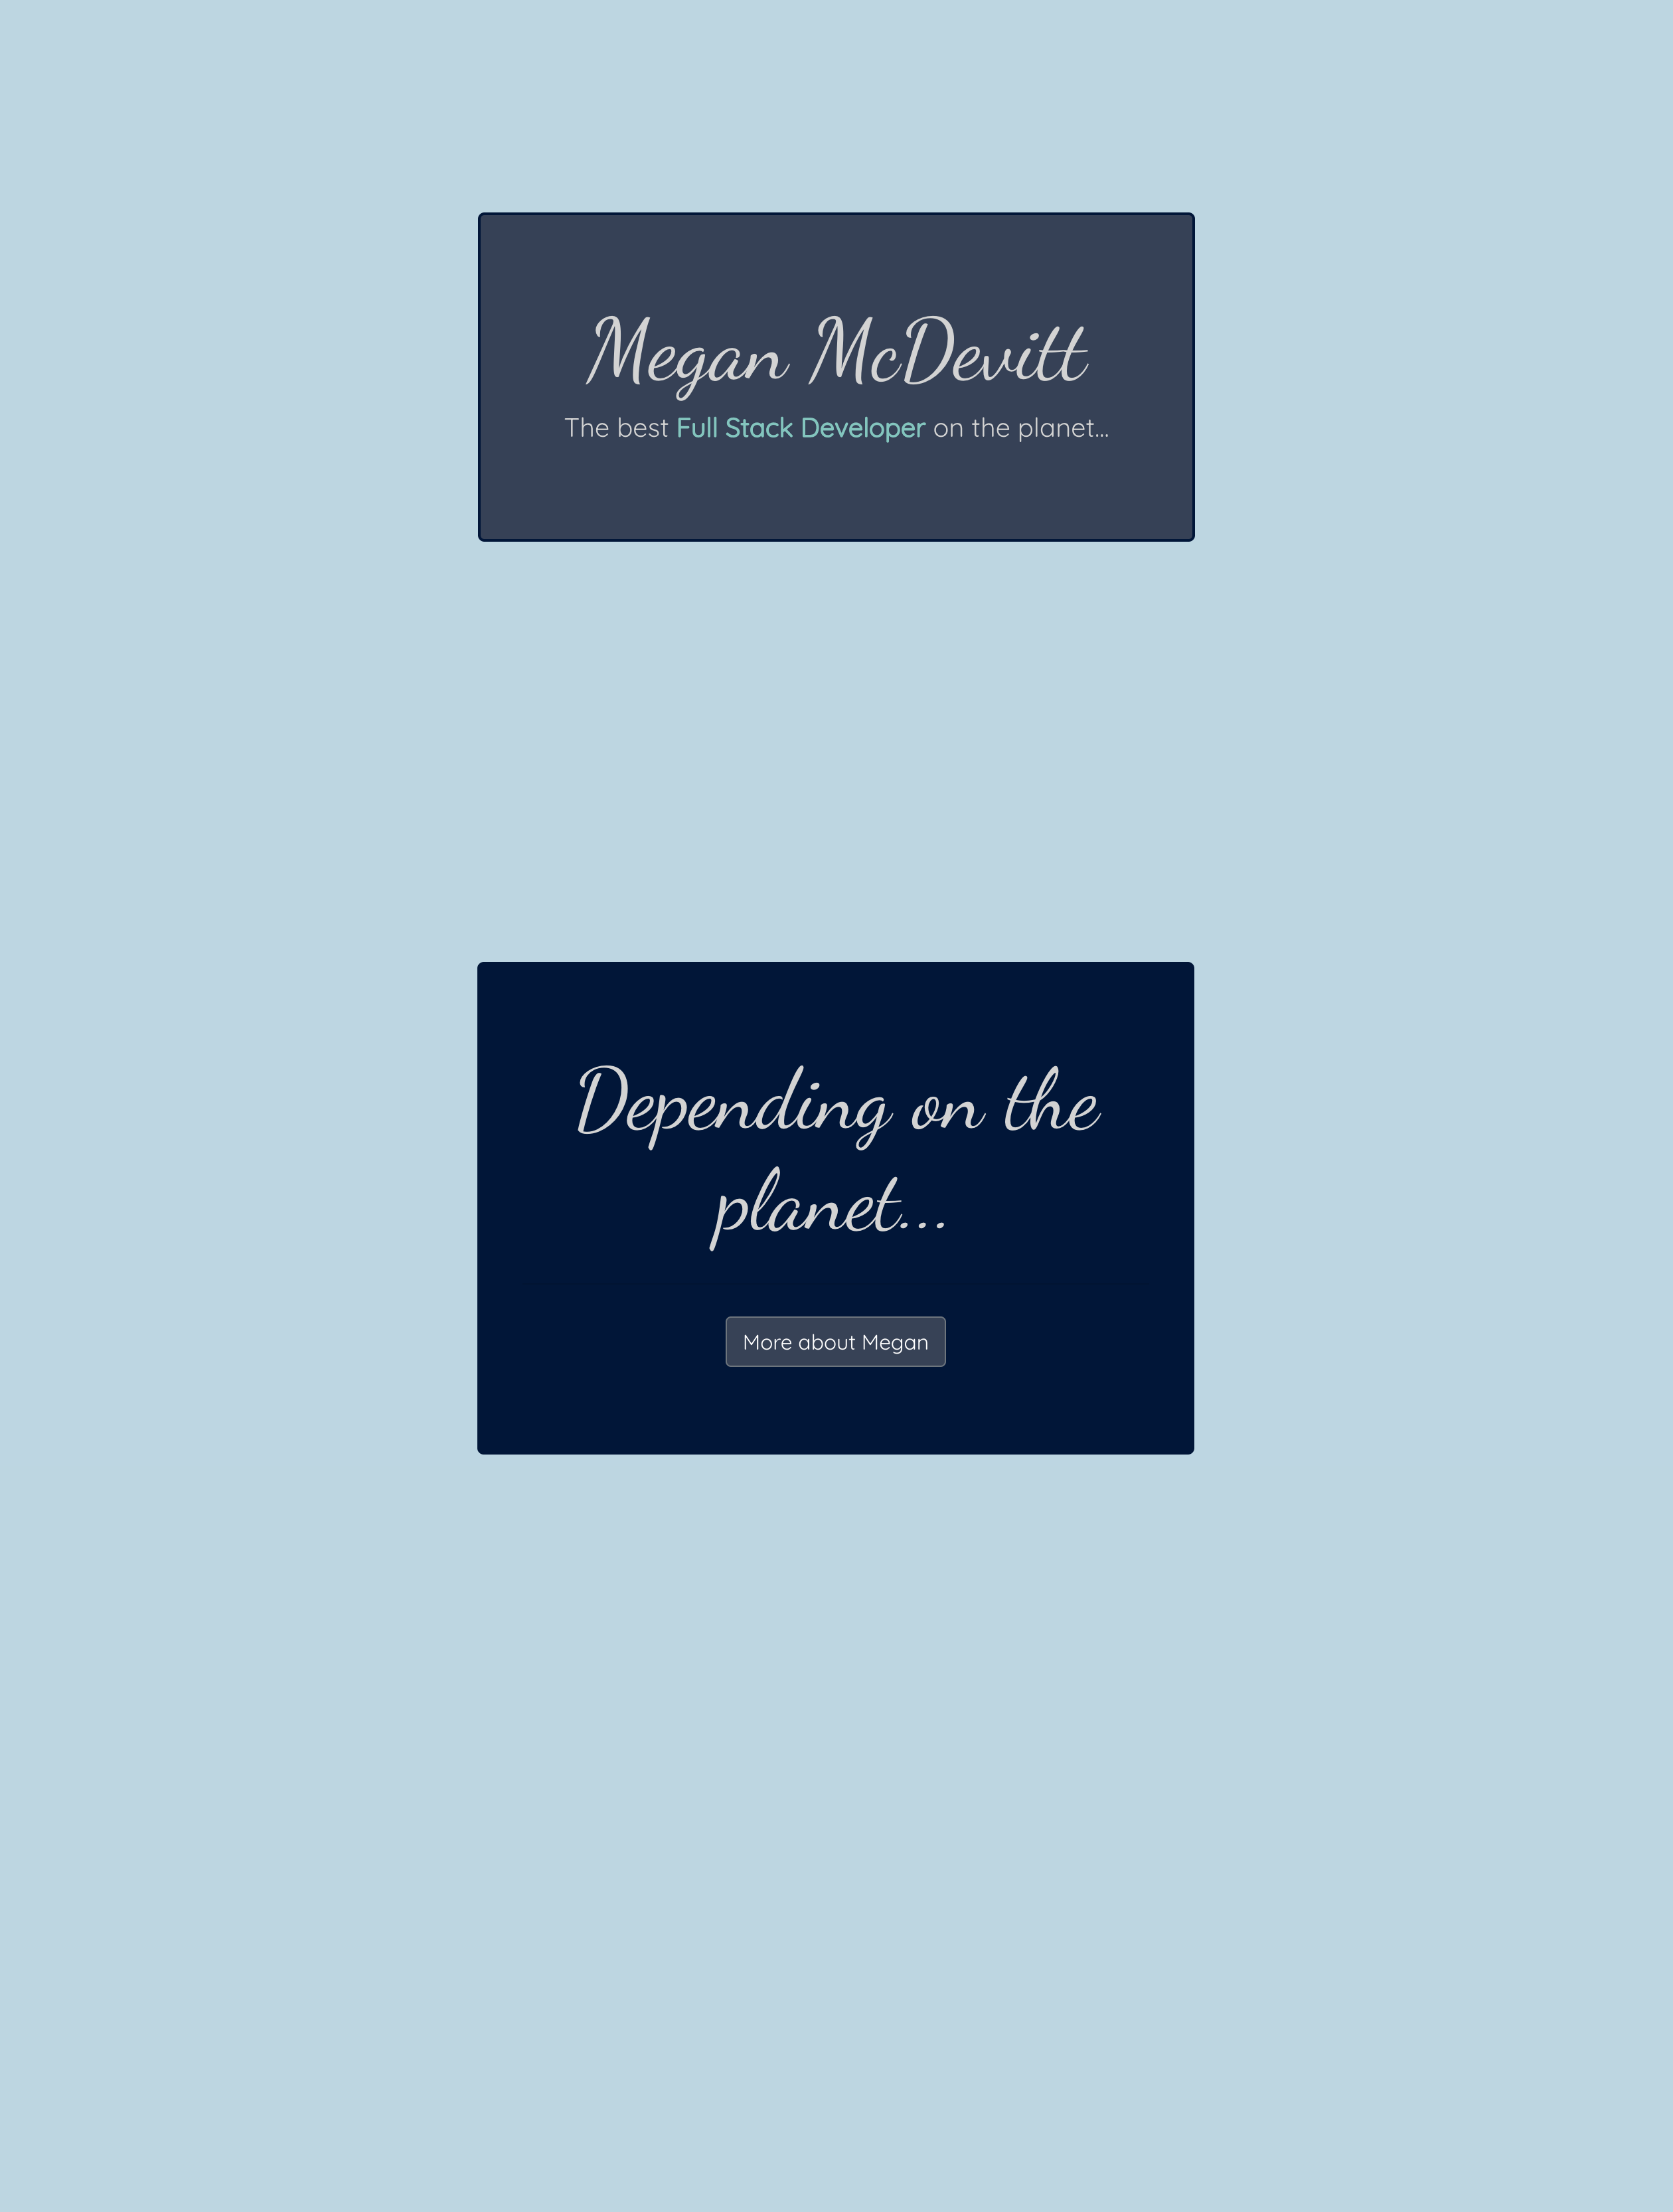 Megan McDevitt
The best Full Stack Developer on the planet...
Depending on the
planet...
More about Megan